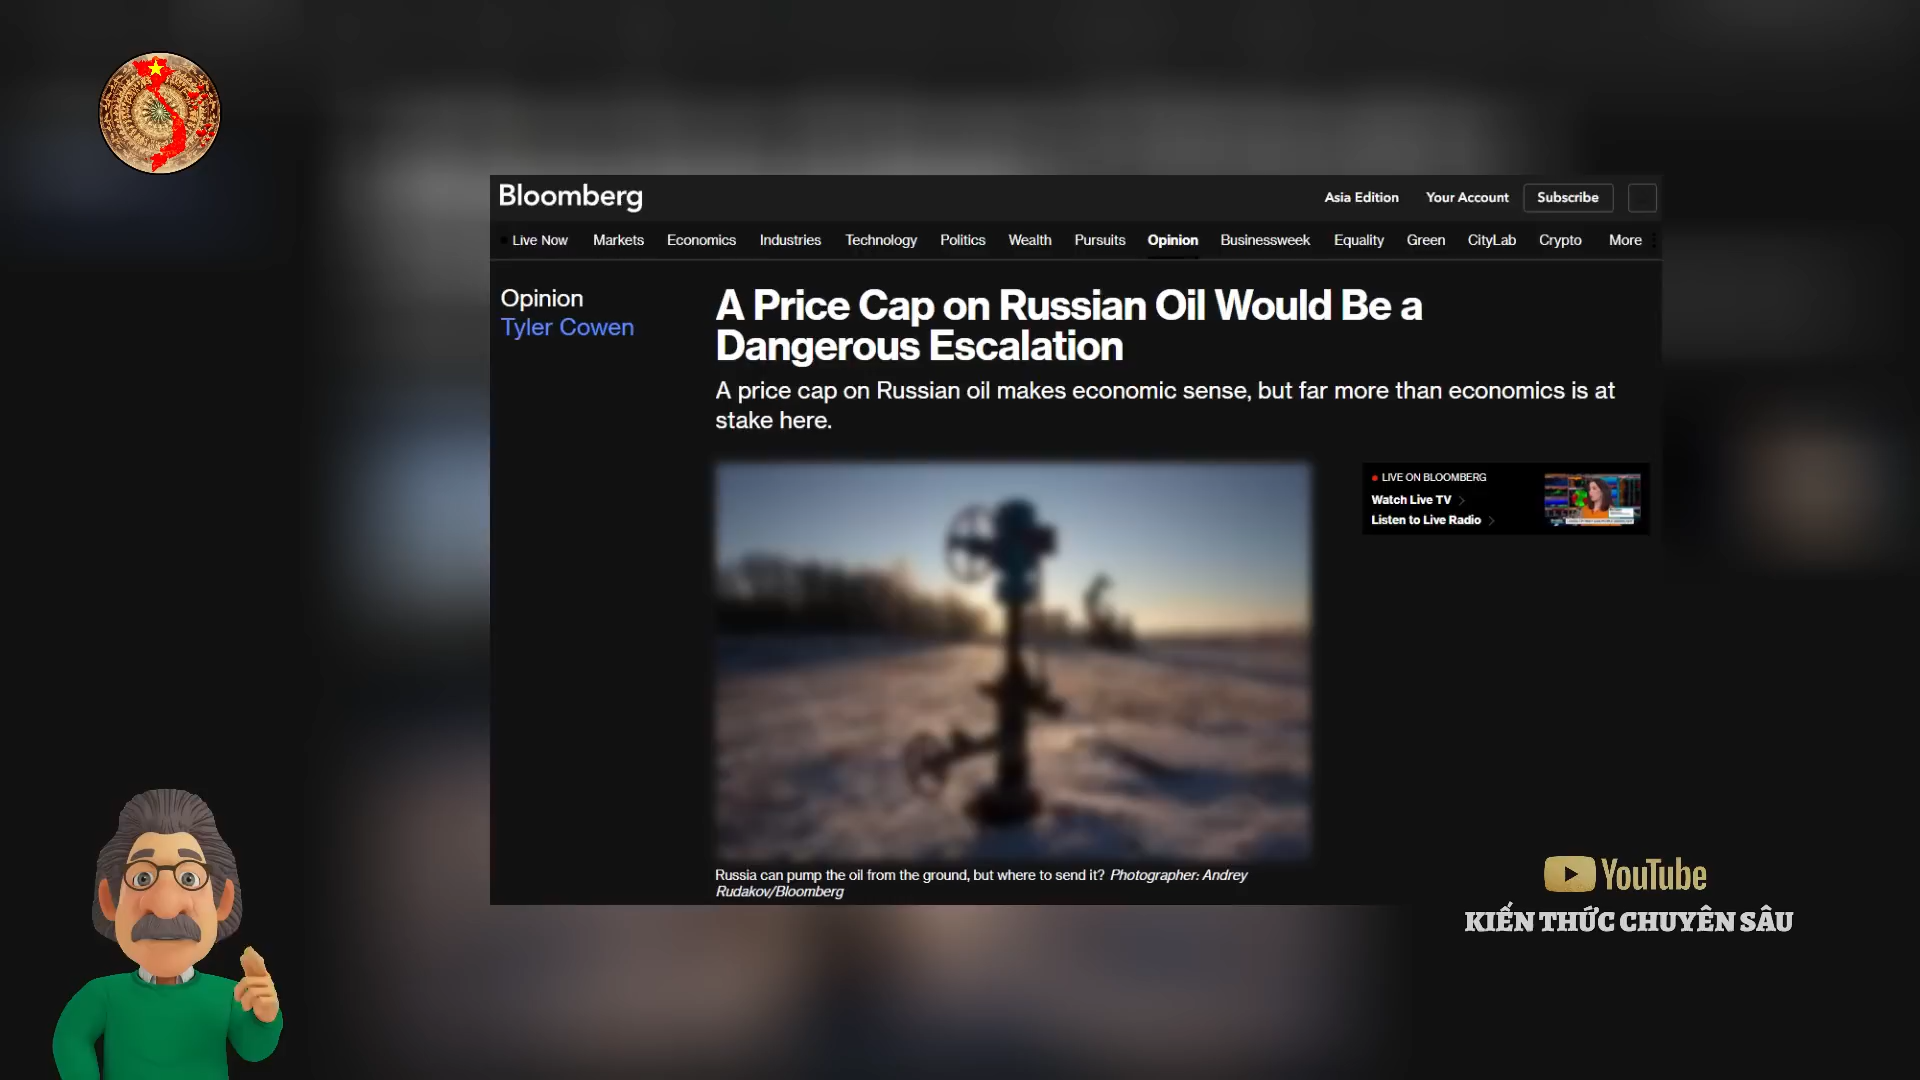 Bloomberg
Asia Edition Your Account Subscribe
Live Now Markets Economics Industries Technology Politics Wealth Pursuits Opinion Businessweek Equality Green CityLab Crypto More
Opinion
Tyler Cowen
A Price Cap on Russian Oil Would Be a
Dangerous Escalation
A price cap on Russian oil makes economic sense, but far more than economics is at
stake here.
LIVE ON BLOOMBERG
Watch Live TV
Listen to Live Radio
Russia can pump the oil from the ground, but where to send it? Photographer: Andrey
Rudakov/Bloomberg
YouTube
KIẾN THỨC CHUYÊN SÂU